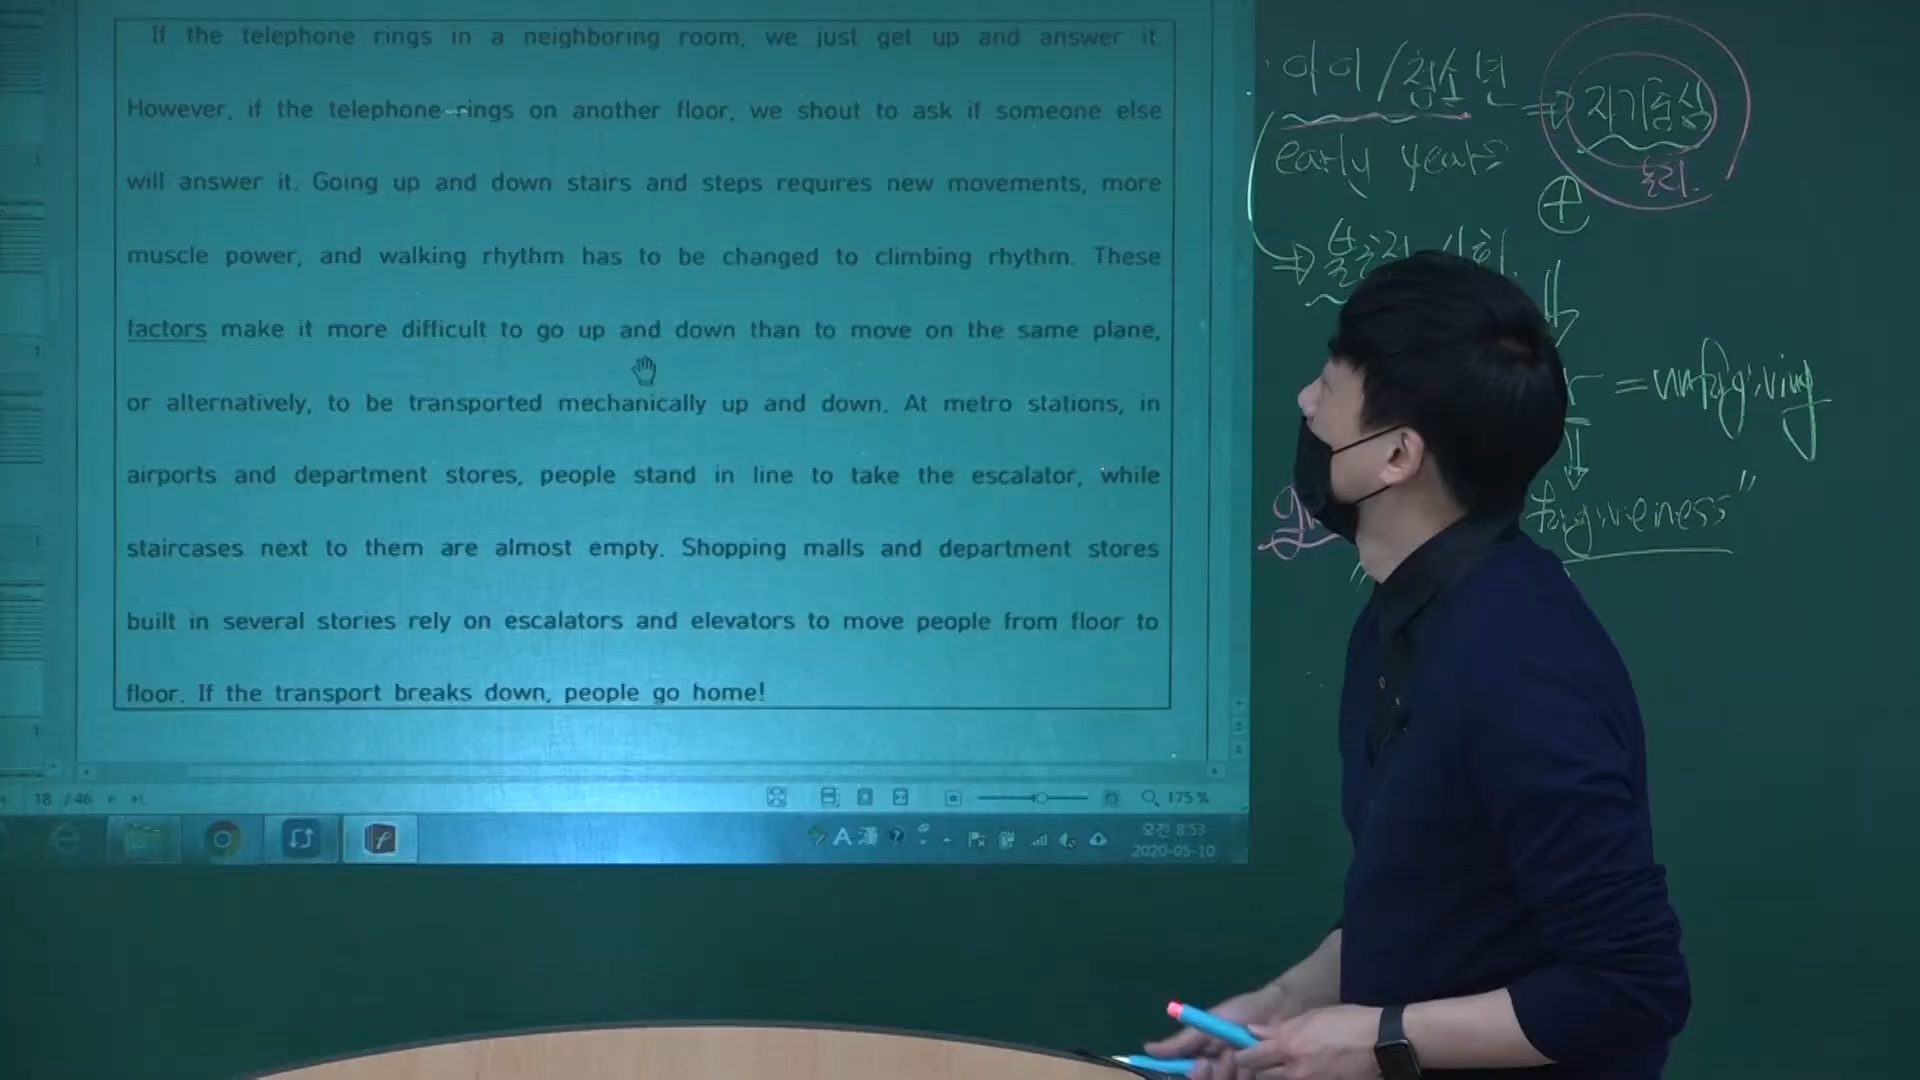 If the telephone rings in a neighboring room, we just get up and answer it.
However, if the telephone rings on another floor, we shout to ask if someone else
will answer it. Going up and down stairs and steps requires new movements, more
muscle power, and walking rhythm has to be changed to climbing rhythm. These
factors make it more difficult to go up and down than to move on the same plane,
or alternatively, to be transported mechanically up and down. At metro stations, in
airports and department stores, people stand in line to take the escalator, while
staircases next to them are almost empty. Shopping malls and department stores
built in several stories rely on escalators and elevators to move people from floor to
floor. If the transport breaks down, people go home!
18 / 46
175 %
A 漢
오전 8:53
2020-05-10
아이/청소년 ⇒ 자기중심
early years
논리.
= unforgiving
forgiveness"